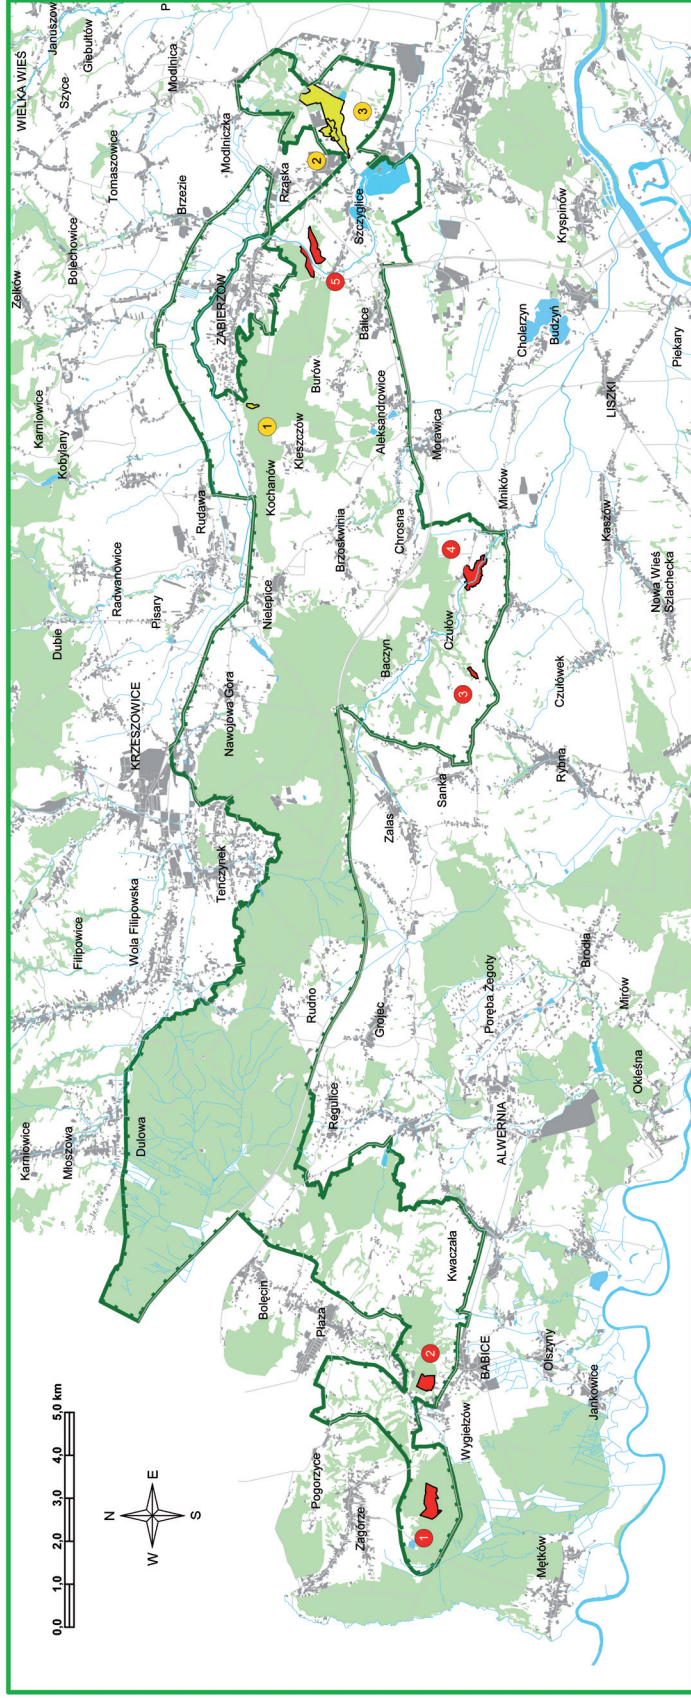 Karniowice
Młoszowa
Dulowa
Filipowice
Wola Filipowska
Tenczynek
KRZESZOWICE
Nawojowa Góra
Dubie
Radwanowice
Pisary
Rudawa
Nielepice
Karniowice
Kobylany
Zelków
Bolechowice
Brzezie
Tomaszowice
WIELKA WIEŚ
Szyce
Januszow
Giebułtów
Modlnica
P
Modlniczka
Rząska
ZABIERZÓW
Kochanów
Kleszczów
Burów
Szczyglice
Balice
Aleksandrowice
Brzoskwinia
Chrosna
Morawica
Mników
Cholerzyn
Budzyń
Kryspinów
LISZKI
Piekary
Kaszów
Nowa Wieś
Szlachecka
Czułówek
Rybna
Sanka
Baczyn
Czułów
Zalas
Rudno
Grojec
Regulice
Poręba Żegoty
Brodła
Mirów
Okleśna
ALWERNIA
Kwaczała
Bolęcin
Płaza
BABICE
Olszyny
Jankowice
Wygiełzów
Pogorzyce
Zagórze
Mętków
1
2
3
4
5
1
2
3
N
E
S
W
0,0 1,0 2,0 3,0 4,0 5,0 km